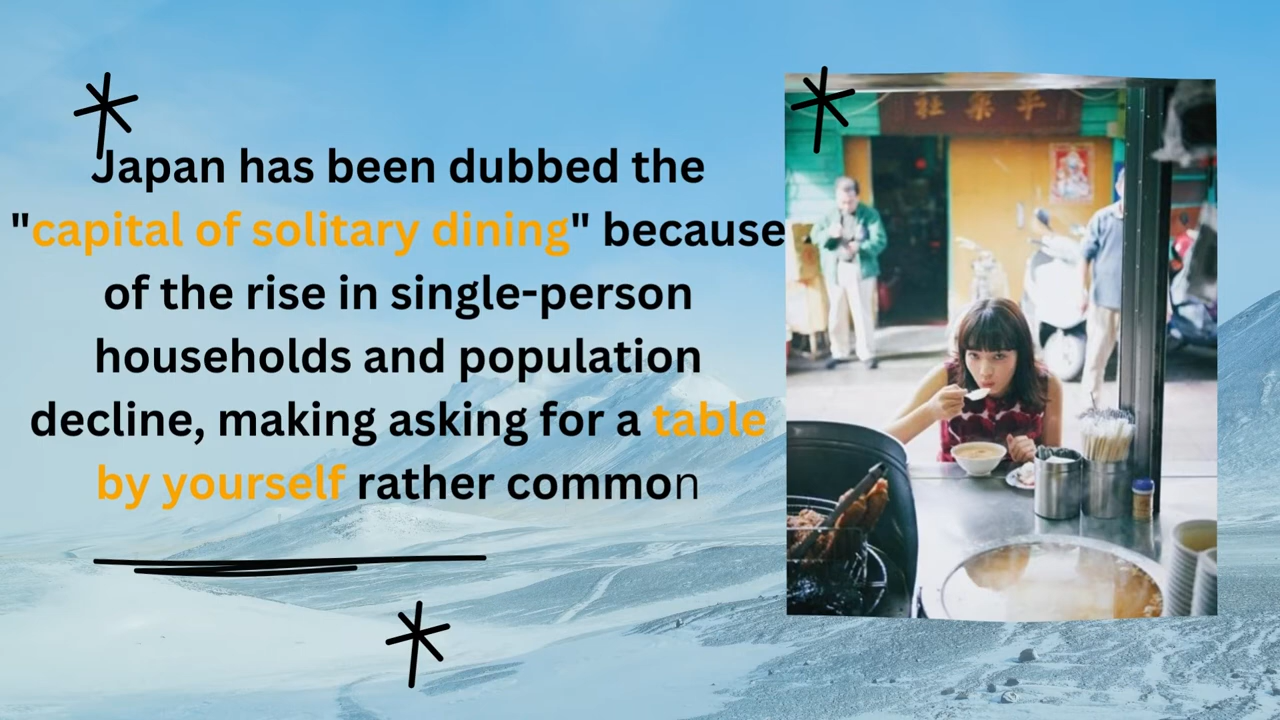 Japan has been dubbed the
"capital of solitary dining" because
of the rise in single-person
households and population
decline, making asking for a table
by yourself rather common